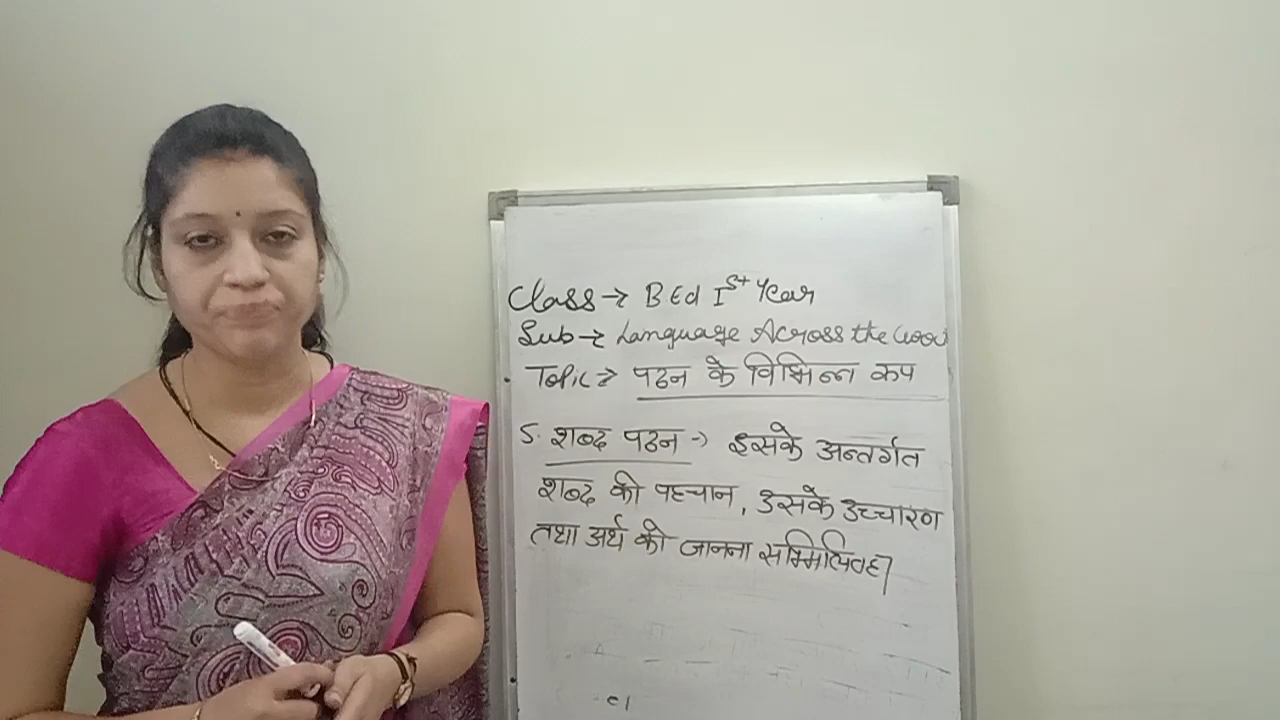 Class → B Ed Ist Year
Sub → Language Across the
Topic → पठन के विभिन्न रूप
5. शब्द पठन → इसके अन्तर्गत
शब्द की पहचान, उसके उच्चारण
तथा अर्थ को जानना सम्मिलित है।